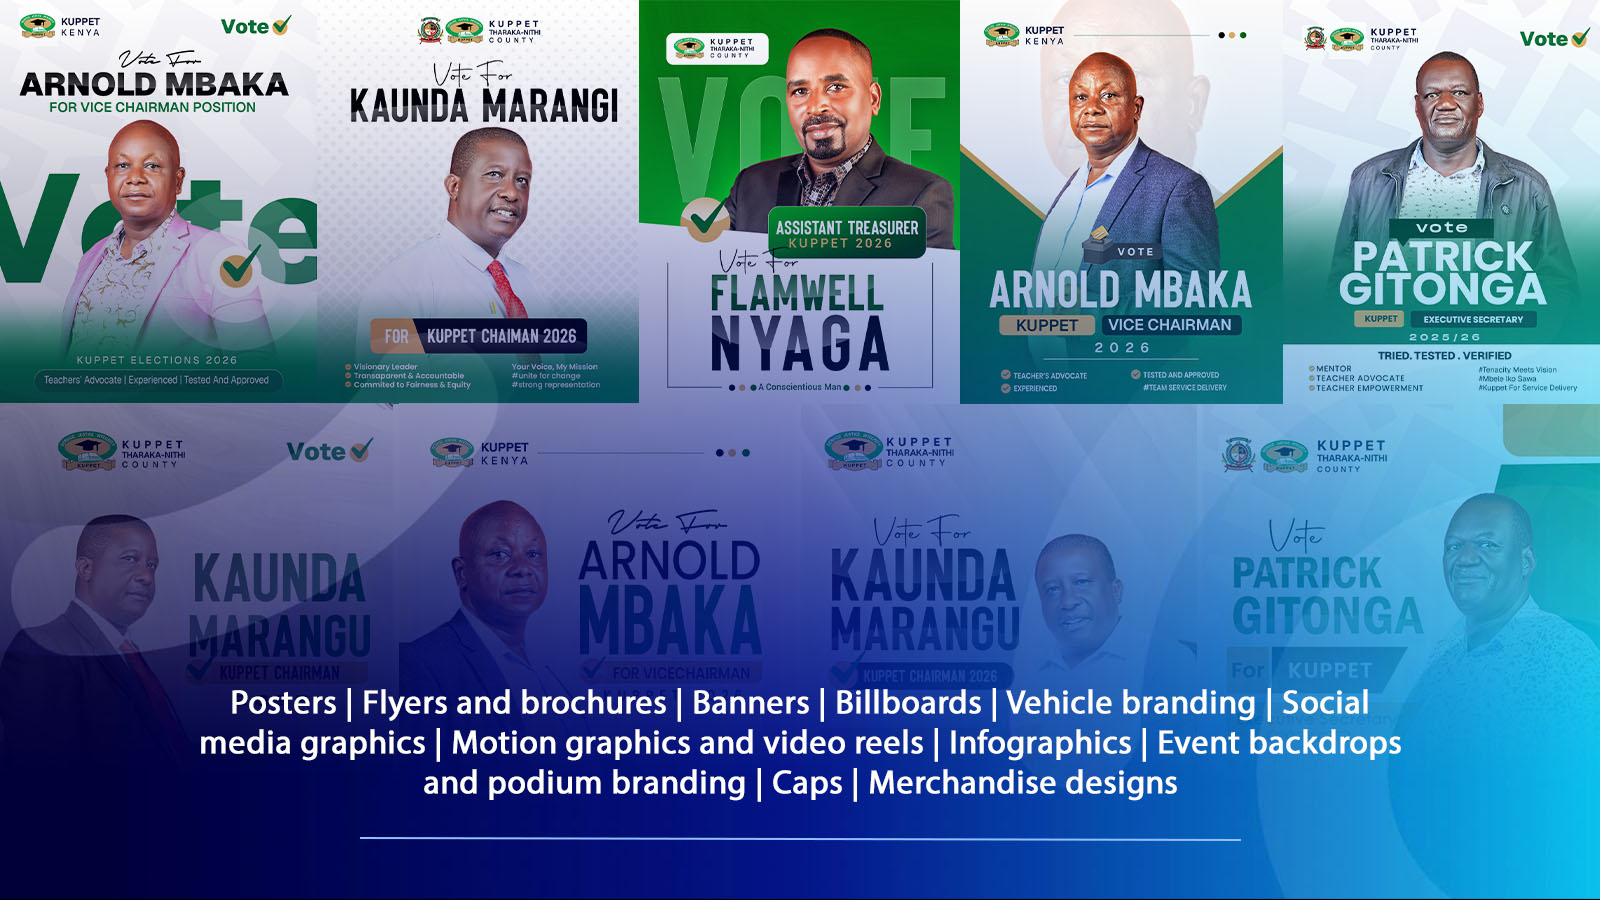 KUPPET
KENYA
Vote
Vote For
ARNOLD MBAKA
FOR VICE CHAIRMAN POSITION
Vote
KUPPET ELECTIONS 2026
Teachers' Advocate | Experienced | Tested And Approved
KUPPET
THARAKA-NITHI
COUNTY
Vote For
KAUNDA MARANGI
FOR KUPPET CHAIMAN 2026
Visionary Leader
Transparent & Accountable
Commited to Fairness & Equity
Your Voice, My Mission
#unite for change
#strong representation
KUPPET
THARAKA-NITHI
COUNTY
VOTE
ASSISTANT TREASURER
KUPPET 2026
Vote For
FLAMWELL
NYAGA
A Conscientious Man
KUPPET
KENYA
VOTE
ARNOLD MBAKA
KUPPET VICE CHAIRMAN
2026
TEACHER'S ADVOCATE
EXPERIENCED
TESTED AND APPROVED
#TEAM SERVICE DELIVERY
KUPPET
THARAKA-NITHI
COUNTY
Vote
vote
PATRICK
GITONGA
KUPPET EXECUTIVE SECRETARY
2025/26
TRIED. TESTED . VERIFIED
MENTOR
TEACHER ADVOCATE
TEACHER EMPOWERMENT
#Tenacity Meets Vision
#Mbele Iko Sawa
#Kuppet For Service Delivery
KUPPET
THARAKA-NITHI
COUNTY
Vote
KAUNDA
MARANGU
KUPPET CHAIRMAN
KUPPET
KENYA
Vote For
ARNOLD
MBAKA
FOR VICECHAIRMAN
KUPPET
THARAKA-NITHI
COUNTY
Vote For
KAUNDA
MARANGU
KUPPET CHAIRMAN 2026
KUPPET
THARAKA-NITHI
COUNTY
Vote
PATRICK
GITONGA
For KUPPET
Executive Secretary
Posters | Flyers and brochures | Banners | Billboards | Vehicle branding | Social
media graphics | Motion graphics and video reels | Infographics | Event backdrops
and podium branding | Caps | Merchandise designs